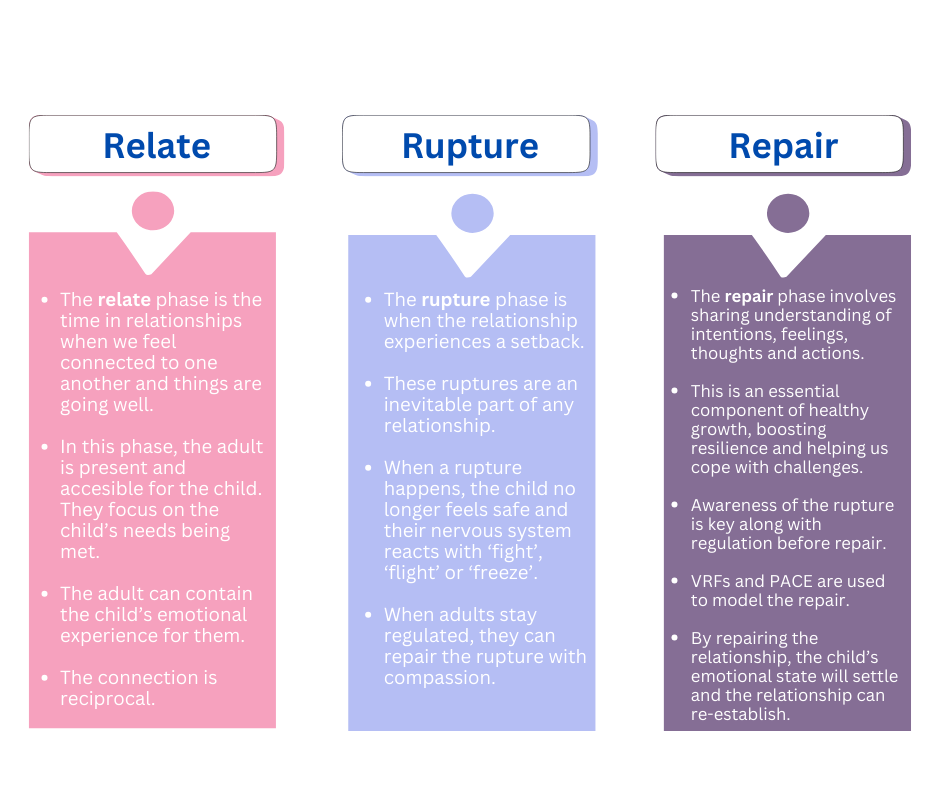 Relate
The relate phase is the
time in relationships
when we feel
connected to one
another and things are
going well.
In this phase, the adult
is present and
accesible for the child.
They focus on the
child's needs being
met.
The adult can contain
the child's emotional
experience for them.
The connection is
reciprocal.
Rupture
The rupture phase is
when the relationship
experiences a setback.
These ruptures are an
inevitable part of any
relationship.
When a rupture
happens, the child no
longer feels safe and
their nervous system
reacts with ‘fight’,
‘flight’ or ‘freeze’.
When adults stay
regulated, they can
repair the rupture with
compassion.
Repair
The repair phase involves
sharing understanding of
intentions, feelings,
thoughts and actions.
This is an essential
component of healthy
growth, boosting
resilience and helping us
cope with challenges.
Awareness of the rupture
is key along with
regulation before repair.
VRFs and PACE are used
to model the repair.
By repairing the
relationship, the child’s
emotional state will settle
and the relationship can
re-establish.